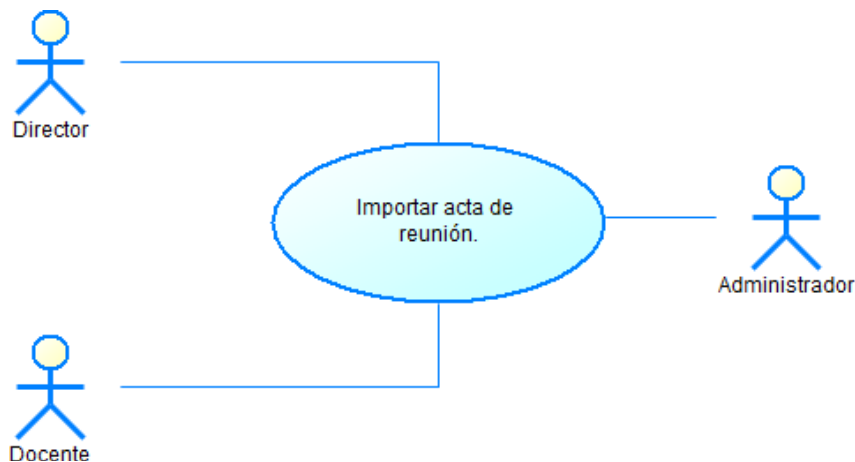 Director
Importar acta de
reunión.
Administrador
Docente